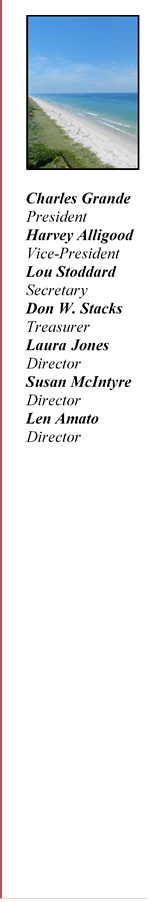 Charles Grande
President
Harvey Alligood
Vice-President
Lou Stoddard
Secretary
Don W. Stacks
Treasurer
Laura Jones
Director
Susan McIntyre
Director
Len Amato
Director